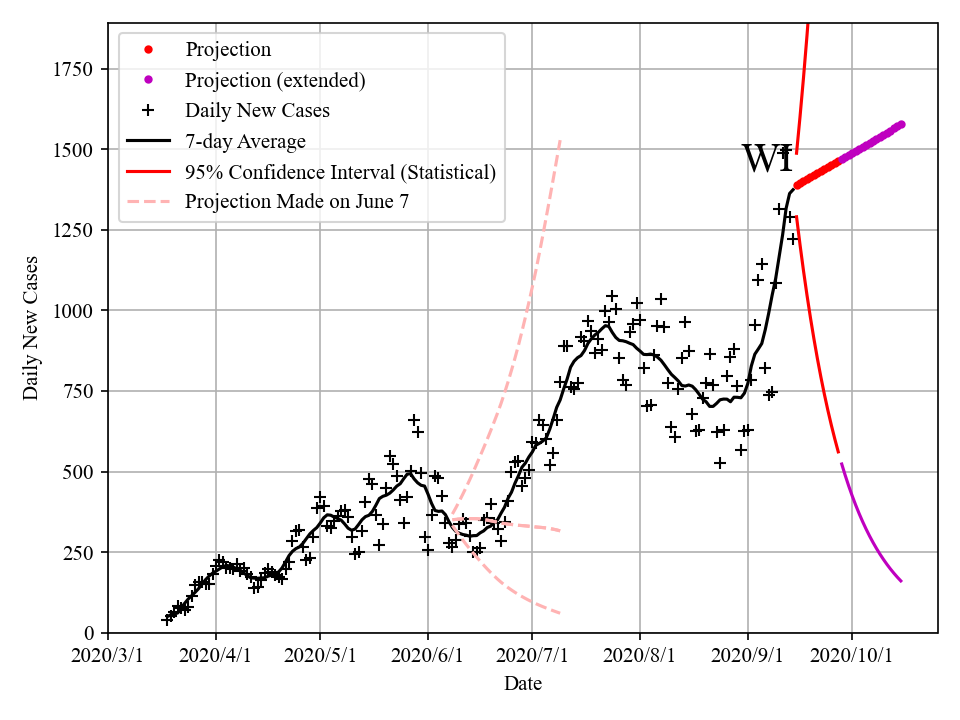 Projection
Projection (extended)
Daily New Cases
7-day Average
95% Confidence Interval (Statistical)
Projection Made on June 7
WI
1750
1500
1250
1000
750
500
250
0
Daily New Cases
2020/3/1 2020/4/1 2020/5/1 2020/6/1 2020/7/1 2020/8/1 2020/9/1 2020/10/1
Date